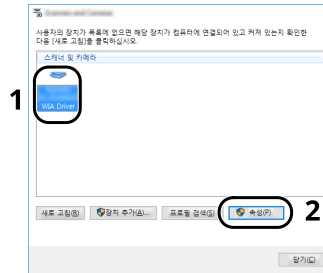 사용자의 장치가 목록에 없으면 해당 장치가 컴퓨터에 연결되어 있고 켜져 있는지 확인한
다음 [새로 고침]을 클릭하십시오.
스캐너 및 카메라
1
WIA Driver
새로 고침(R) 장치 추가(A)... 프로필 검색(S) 속성(P) 2
닫기(C)